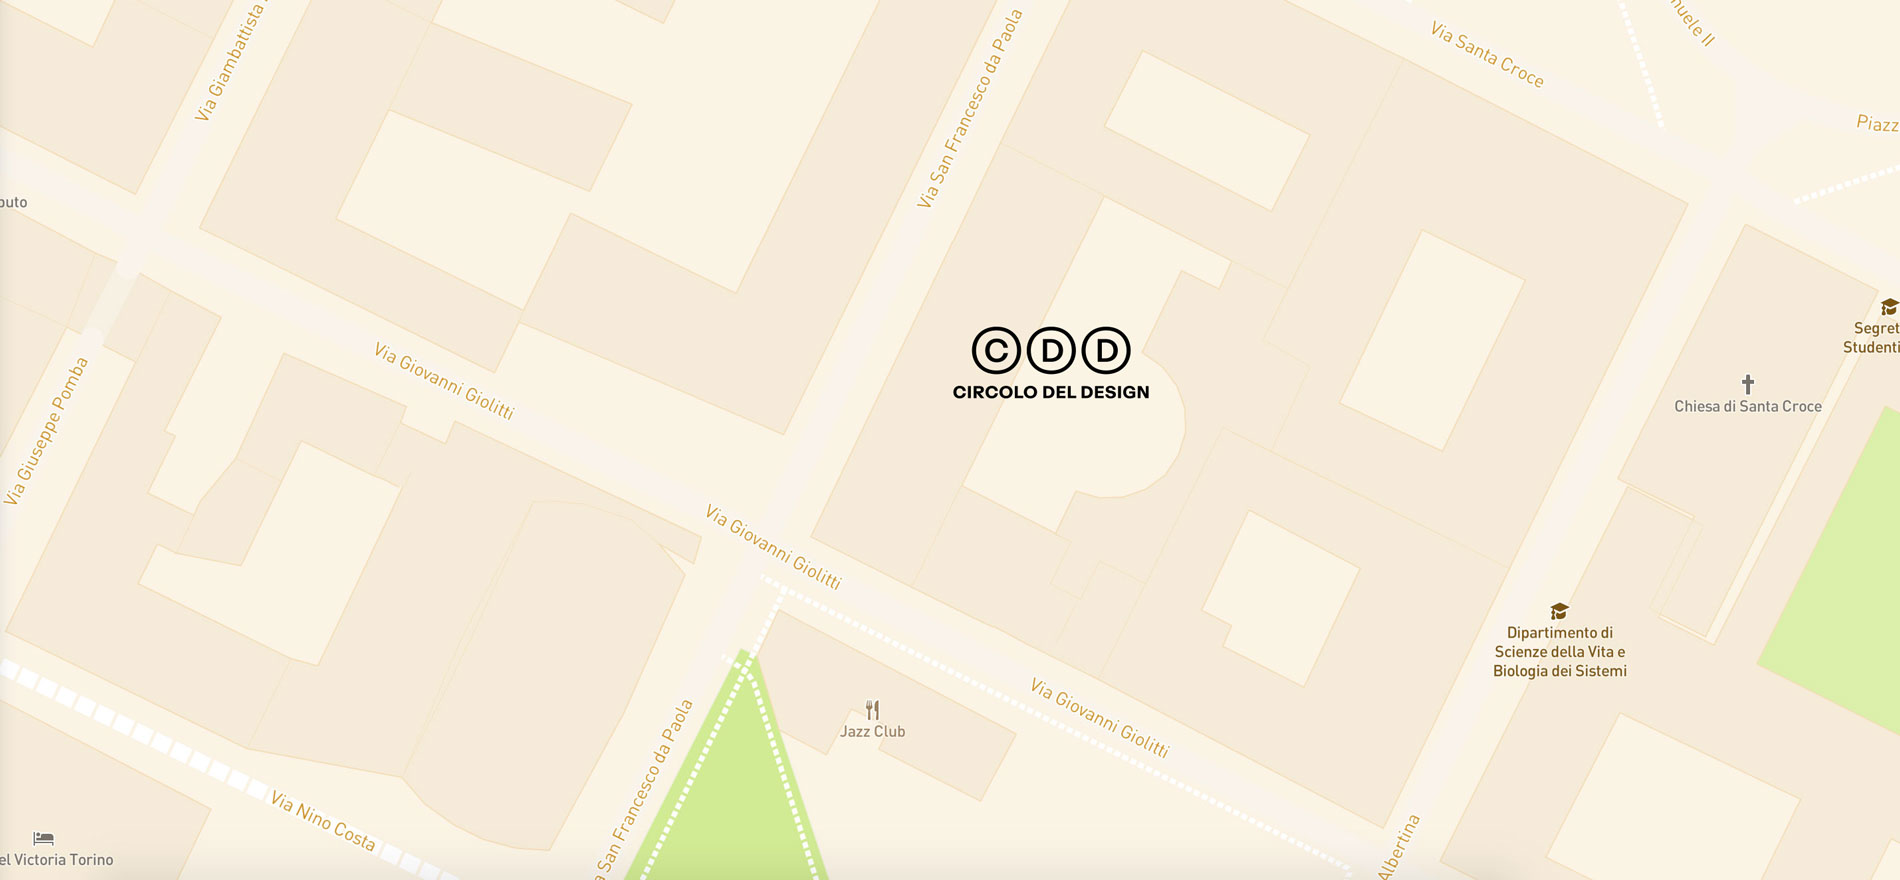 Via Giambattista
Via San Francesco da Paola
Via Santa Croce
Piazz
Via Giovanni Giolitti
Via Giuseppe Pomba
CDD
CIRCOLO DEL DESIGN
Segret
Studenti
Chiesa di Santa Croce
Via Giovanni Giolitti
Dipartimento di
Scienze della Vita e
Biologia dei Sistemi
Via Giovanni Giolitti
Jazz Club
a San Francesco da Paola
Via Nino Costa
Albertina
el Victoria Torino